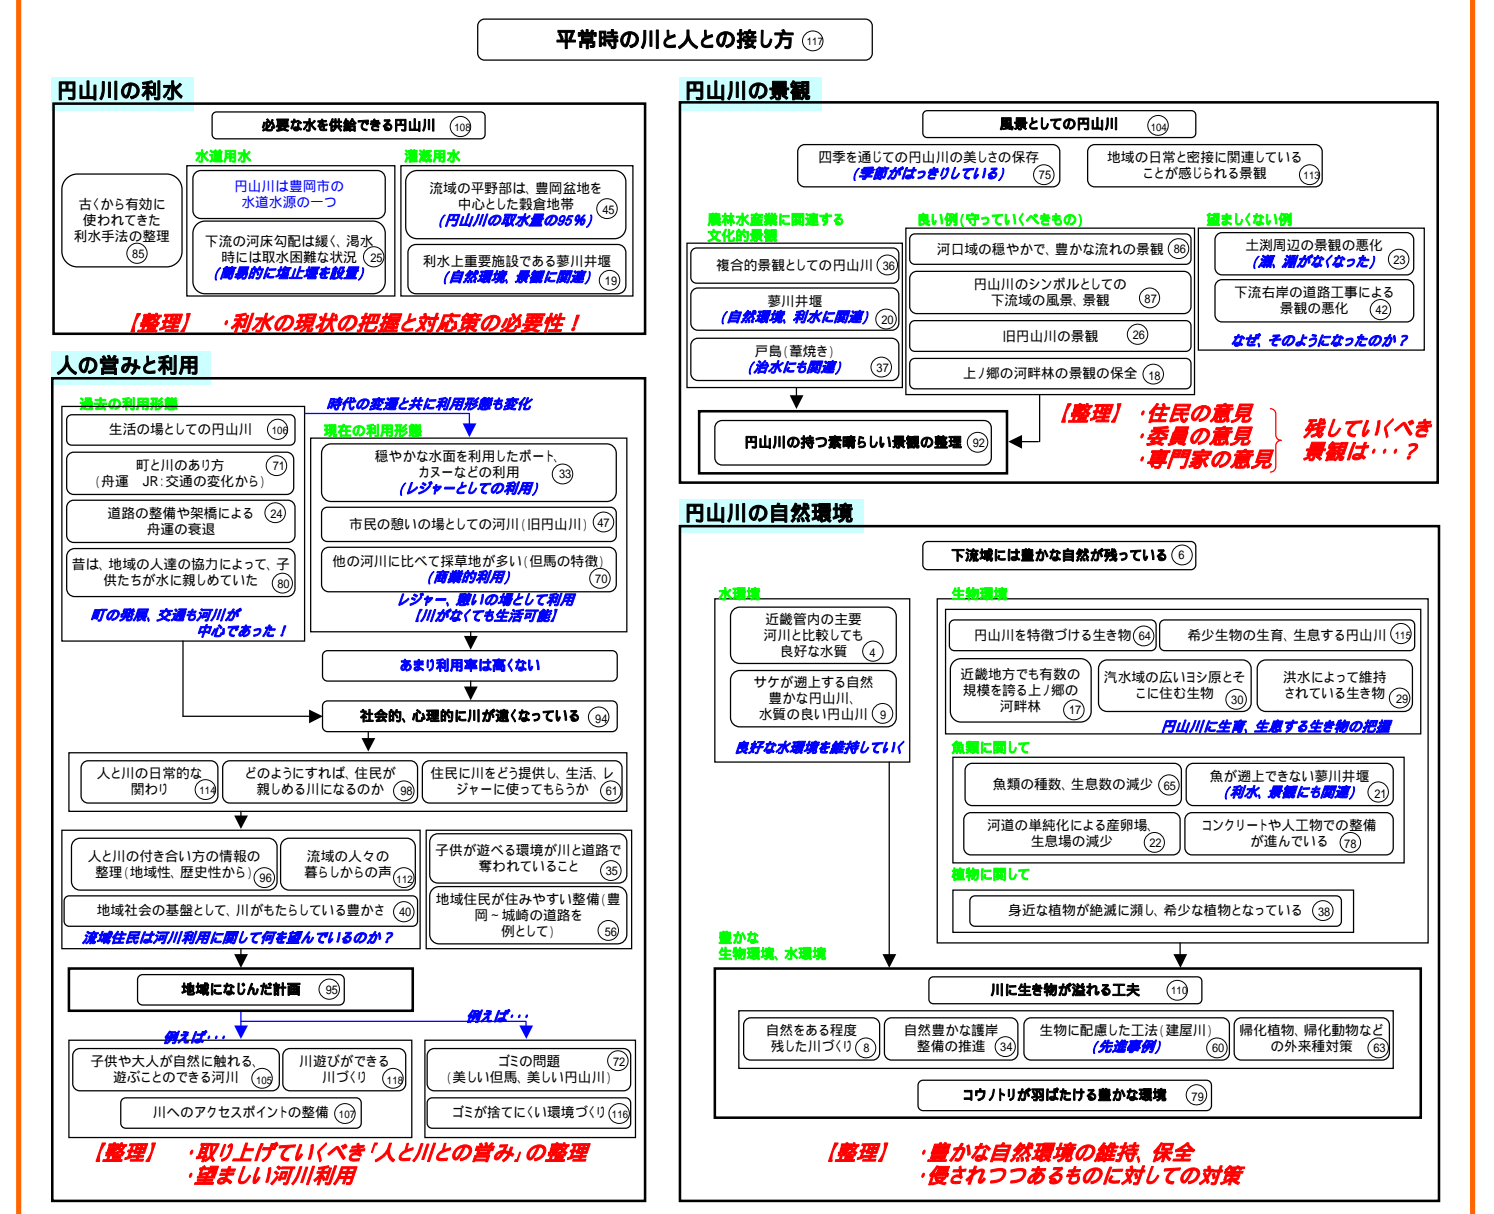 平常時の川と人との接し方 117
円山川の利水
必要な水を供給できる円山川 108
水道用水
灌漑用水
古くから有効に
使われてきた
利水手法の整理
85
円山川は豊岡市の
水道水源の一つ
下流の河床勾配は緩く、渇水
時には取水困難な状況 25
(簡易的に塩止堰を設置)
流域の平野部は、豊岡盆地を
中心とした穀倉地帯
(円山川の取水量の95%) 45
利水上重要施設である蓼川井堰
(自然環境、景観に関連) 19
【整理】 ・利水の現状の把握と対応策の必要性！
人の営みと利用
過去の利用形態
生活の場としての円山川 106
町と川のあり方 71
(舟運 JR:交通の変化から)
道路の整備や架橋による 24
舟運の衰退
昔は、地域の人達の協力によって、子
供たちが水に親しめていた 80
町の発展、交通も河川が
中心であった！
時代の変遷と共に利用形態も変化
現在の利用形態
穏やかな水面を利用したボート、
カヌーなどの利用 33
(レジャーとしての利用)
市民の憩いの場としての河川(旧円山川) 47
他の河川に比べて採草地が多い(但馬の特徴)
(商業的利用) 70
レジャー、憩いの場として利用
【川がなくても生活可能】
あまり利用率は高くない
社会的、心理的に川が遠くなっている 94
人と川の日常的な
関わり 114
どのようにすれば、住民が
親しめる川になるのか 98
住民に川をどう提供し、生活、レ
ジャーに使ってもらうか 61
人と川の付き合い方の情報の
整理(地域性、歴史性から) 96
流域の人々の
暮らしからの声 112
地域社会の基盤として、川がもたらしている豊かさ 40
流域住民は河川利用に関して何を望んでいるのか？
子供が遊べる環境が川と道路で
奪われていること 35
地域住民が住みやすい整備(豊
岡～城崎の道路を
例として) 56
地域になじんだ計画 95
例えば・・・
例えば・・・
子供や大人が自然に触れる、
遊ぶことのできる河川 105
川遊びができる
川づくり 118
川へのアクセスポイントの整備 107
ゴミの問題 72
(美しい但馬、美しい円山川)
ゴミが捨てにくい環境づくり 116
【整理】 ・取り上げていくべき「人と川との営み」の整理
・望ましい河川利用
円山川の景観
風景としての円山川 104
四季を通じての円山川の美しさの保存
(季節がはっきりしている) 75
地域の日常と密接に関連している
ことが感じられる景観 113
農林水産業に関連する
文化的景観
複合的景観としての円山川 36
蓼川井堰
(自然環境、利水に関連) 20
戸島(葦焼き)
(治水にも関連) 37
良い例(守っていくべきもの)
河口域の穏やかで、豊かな流れの景観 86
円山川のシンボルとしての
下流域の風景、景観 87
旧円山川の景観 26
上ノ郷の河畔林の景観の保全 18
望ましくない例
土渕周辺の景観の悪化
(瀬、淵がなくなった) 23
下流右岸の道路工事による
景観の悪化 42
なぜ、そのようになったのか？
円山川の持つ素晴らしい景観の整理 92
【整理】 ・住民の意見
・委員の意見
・専門家の意見
残していくべき
景観は・・・？
円山川の自然環境
下流域には豊かな自然が残っている 6
水環境
近畿管内の主要
河川と比較しても
良好な水質 4
サケが遡上する自然
豊かな円山川、
水質の良い円山川 9
良好な水環境を維持していく
生物環境
円山川を特徴づける生き物 64
希少生物の生育、生息する円山川 115
近畿地方でも有数の
規模を誇る上ノ郷の
河畔林 17
汽水域の広いヨシ原とそ
こに住む生物 30
洪水によって維持
されている生き物 29
円山川に生育、生息する生き物の把握
魚類に関して
魚類の種数、生息数の減少 65
魚が遡上できない蓼川井堰
(利水、景観にも関連) 21
河道の単純化による産卵場、
生息場の減少 22
コンクリートや人工物での整備
が進んでいる 78
植物に関して
身近な植物が絶滅に瀕し、希少な植物となっている 38
豊かな
生物環境、水環境
川に生き物が溢れる工夫 110
自然をある程度
残した川づくり 8
自然豊かな護岸
整備の推進 34
生物に配慮した工法(建屋川)
(先進事例) 60
帰化植物、帰化動物など
の外来種対策 63
コウノトリが羽ばたける豊かな環境 79
【整理】 ・豊かな自然環境の維持、保全
・侵されつつあるものに対しての対策